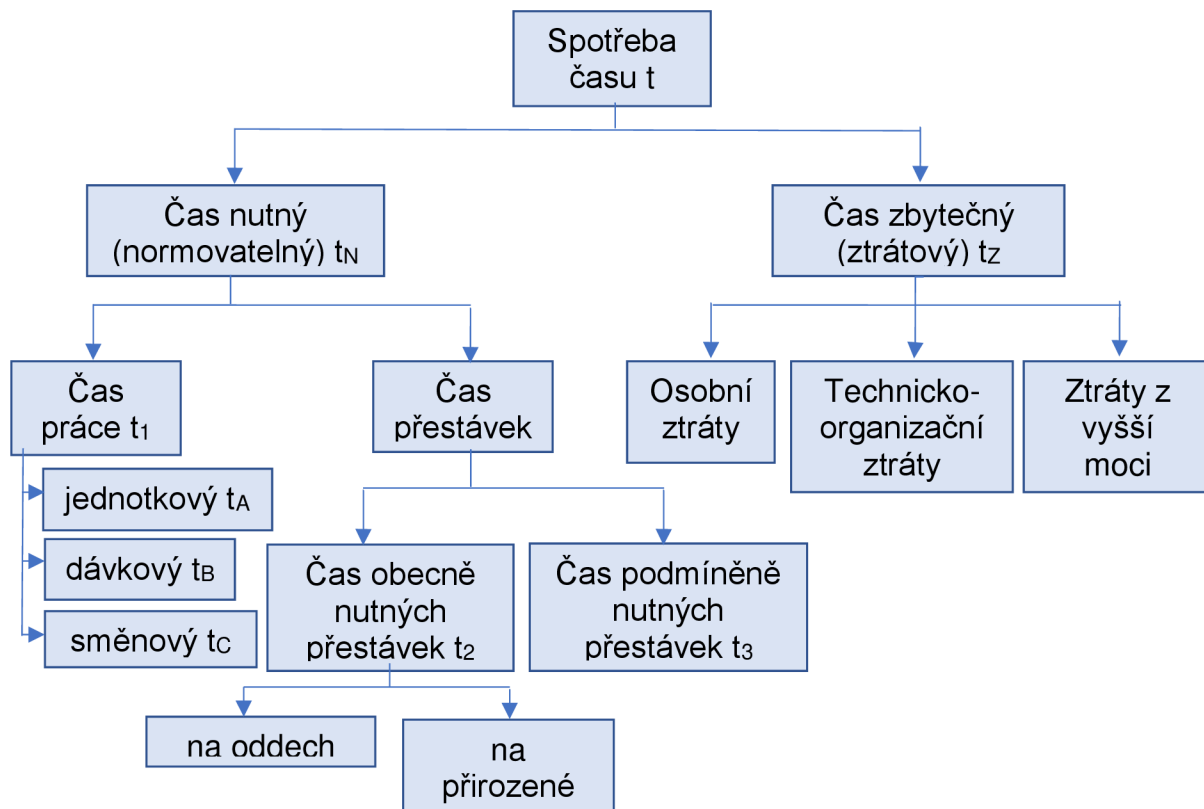 Spotřeba
času t
Čas nutný
(normovatelný) tN
Čas zbytečný
(ztrátový) tZ
Čas
práce t1
Čas
přestávek
Osobní
ztráty
Technicko-
organizační
ztráty
Ztráty z
vyšší
moci
jednotkový tA
dávkový tB
směnový tC
Čas obecně
nutných
přestávek t2
Čas podmíněně
nutných
přestávek t3
na oddech
na
přirozené